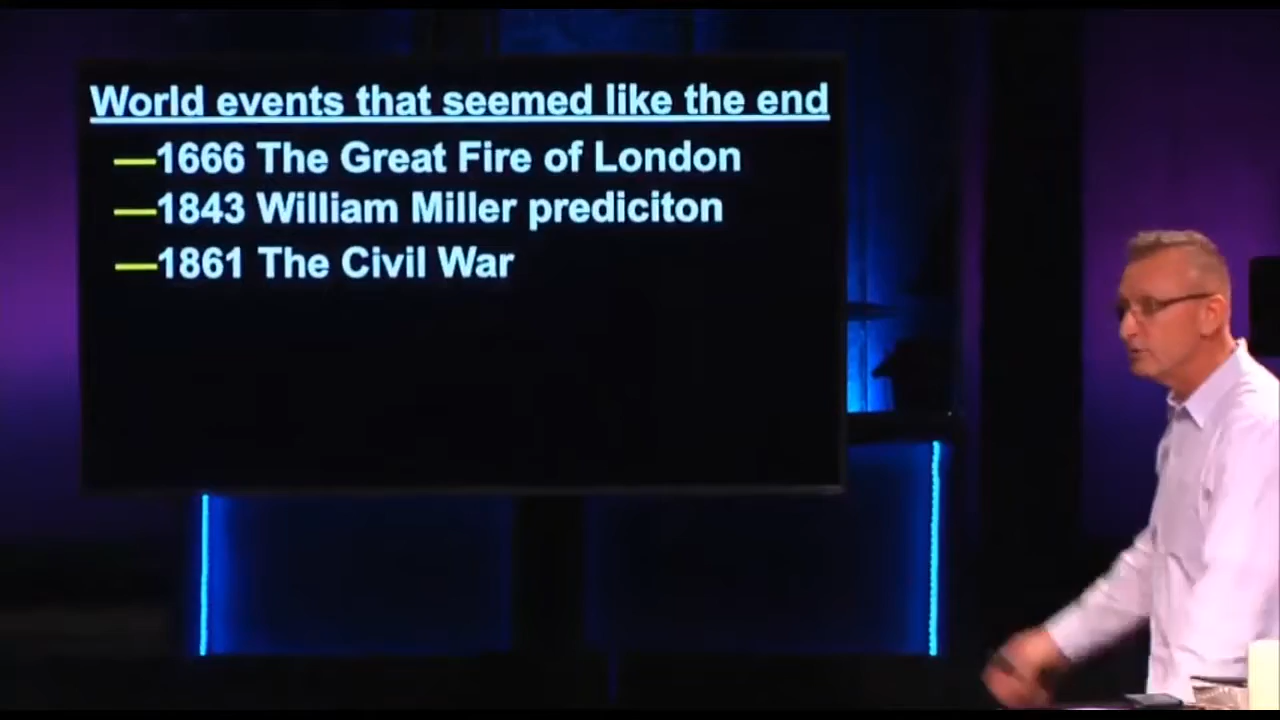 World events that seemed like the end
—1666 The Great Fire of London
—1843 William Miller prediciton
—1861 The Civil War